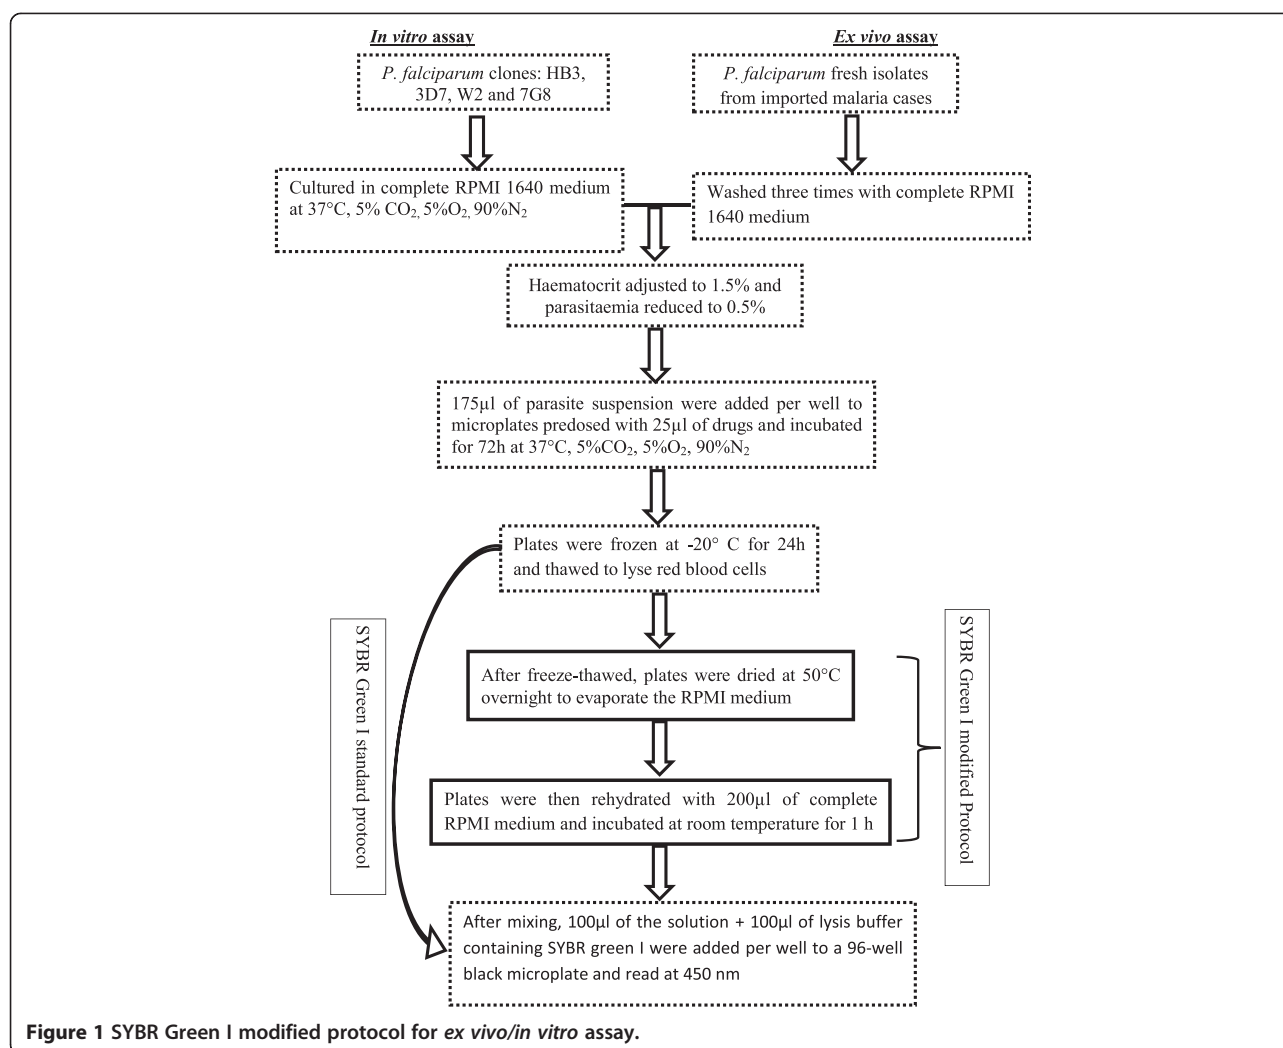 In vitro assay
Ex vivo assay
P. falciparum clones: HB3,
3D7, W2 and 7G8
P. falciparum fresh isolates
from imported malaria cases
Cultured in complete RPMI 1640 medium
at 37°C, 5% CO₂, 5%O₂, 90%N₂
Washed three times with complete RPMI
1640 medium
Haematocrit adjusted to 1.5% and
parasitaemia reduced to 0.5%
175µl of parasite suspension were added per well to
microplates predosed with 25µl of drugs and incubated
for 72h at 37°C, 5%CO₂, 5%O₂, 90%N₂
Plates were frozen at -20° C for 24h
and thawed to lyse red blood cells
SYBR Green I standard protocol
After freeze-thawed, plates were dried at 50°C
overnight to evaporate the RPMI medium
Plates were then rehydrated with 200µl of complete
RPMI medium and incubated at room temperature for 1 h
SYBR Green I modified Protocol
After mixing, 100µl of the solution + 100µl of lysis buffer
containing SYBR green I were added per well to a 96-well
black microplate and read at 450 nm
Figure 1 SYBR Green I modified protocol for ex vivo/in vitro assay.